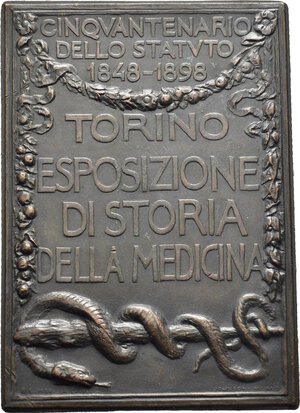 CINQVANTENARIO
DELLO STATVTO
1848-1898
TORINO
ESPOSIZIONE
DI STORIA
DELLA MEDICINA